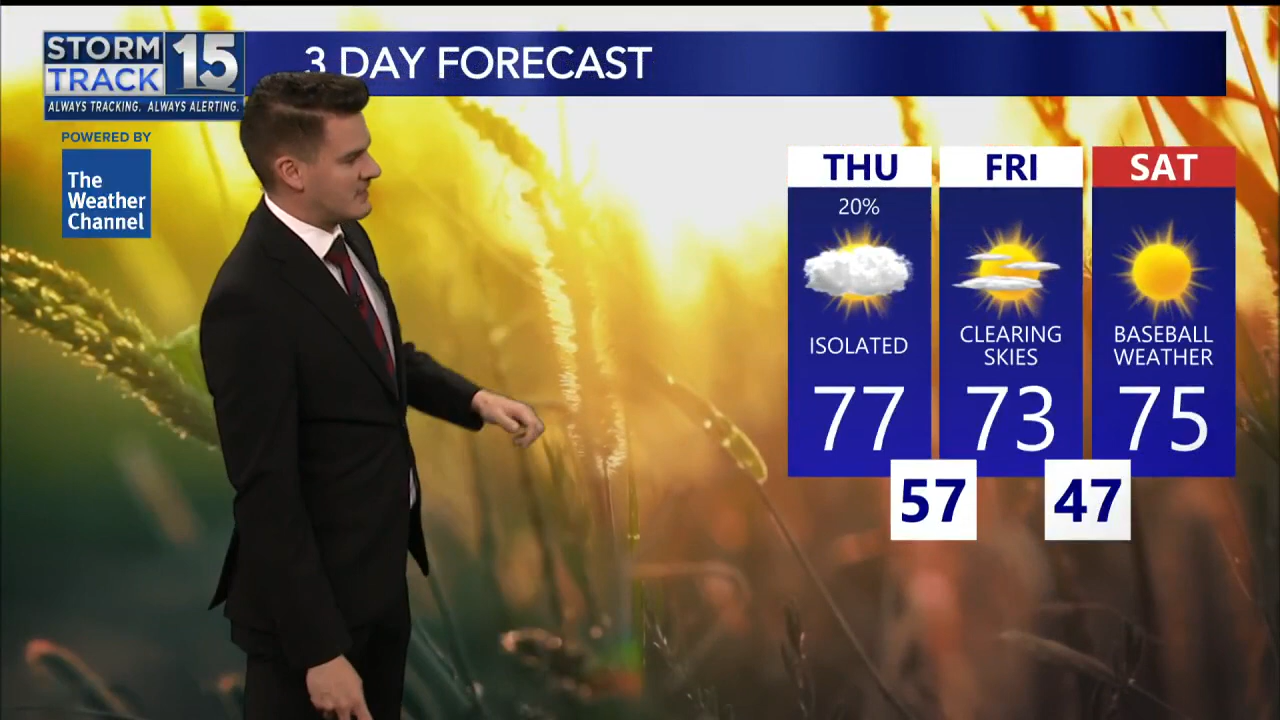 STORM
TRACK
15
ALWAYS TRACKING. ALWAYS ALERTING.
POWERED BY
The
Weather
Channel
3 DAY FORECAST
THU
20%
ISOLATED
77
FRI
CLEARING
SKIES
73
SAT
BASEBALL
WEATHER
75
57
47